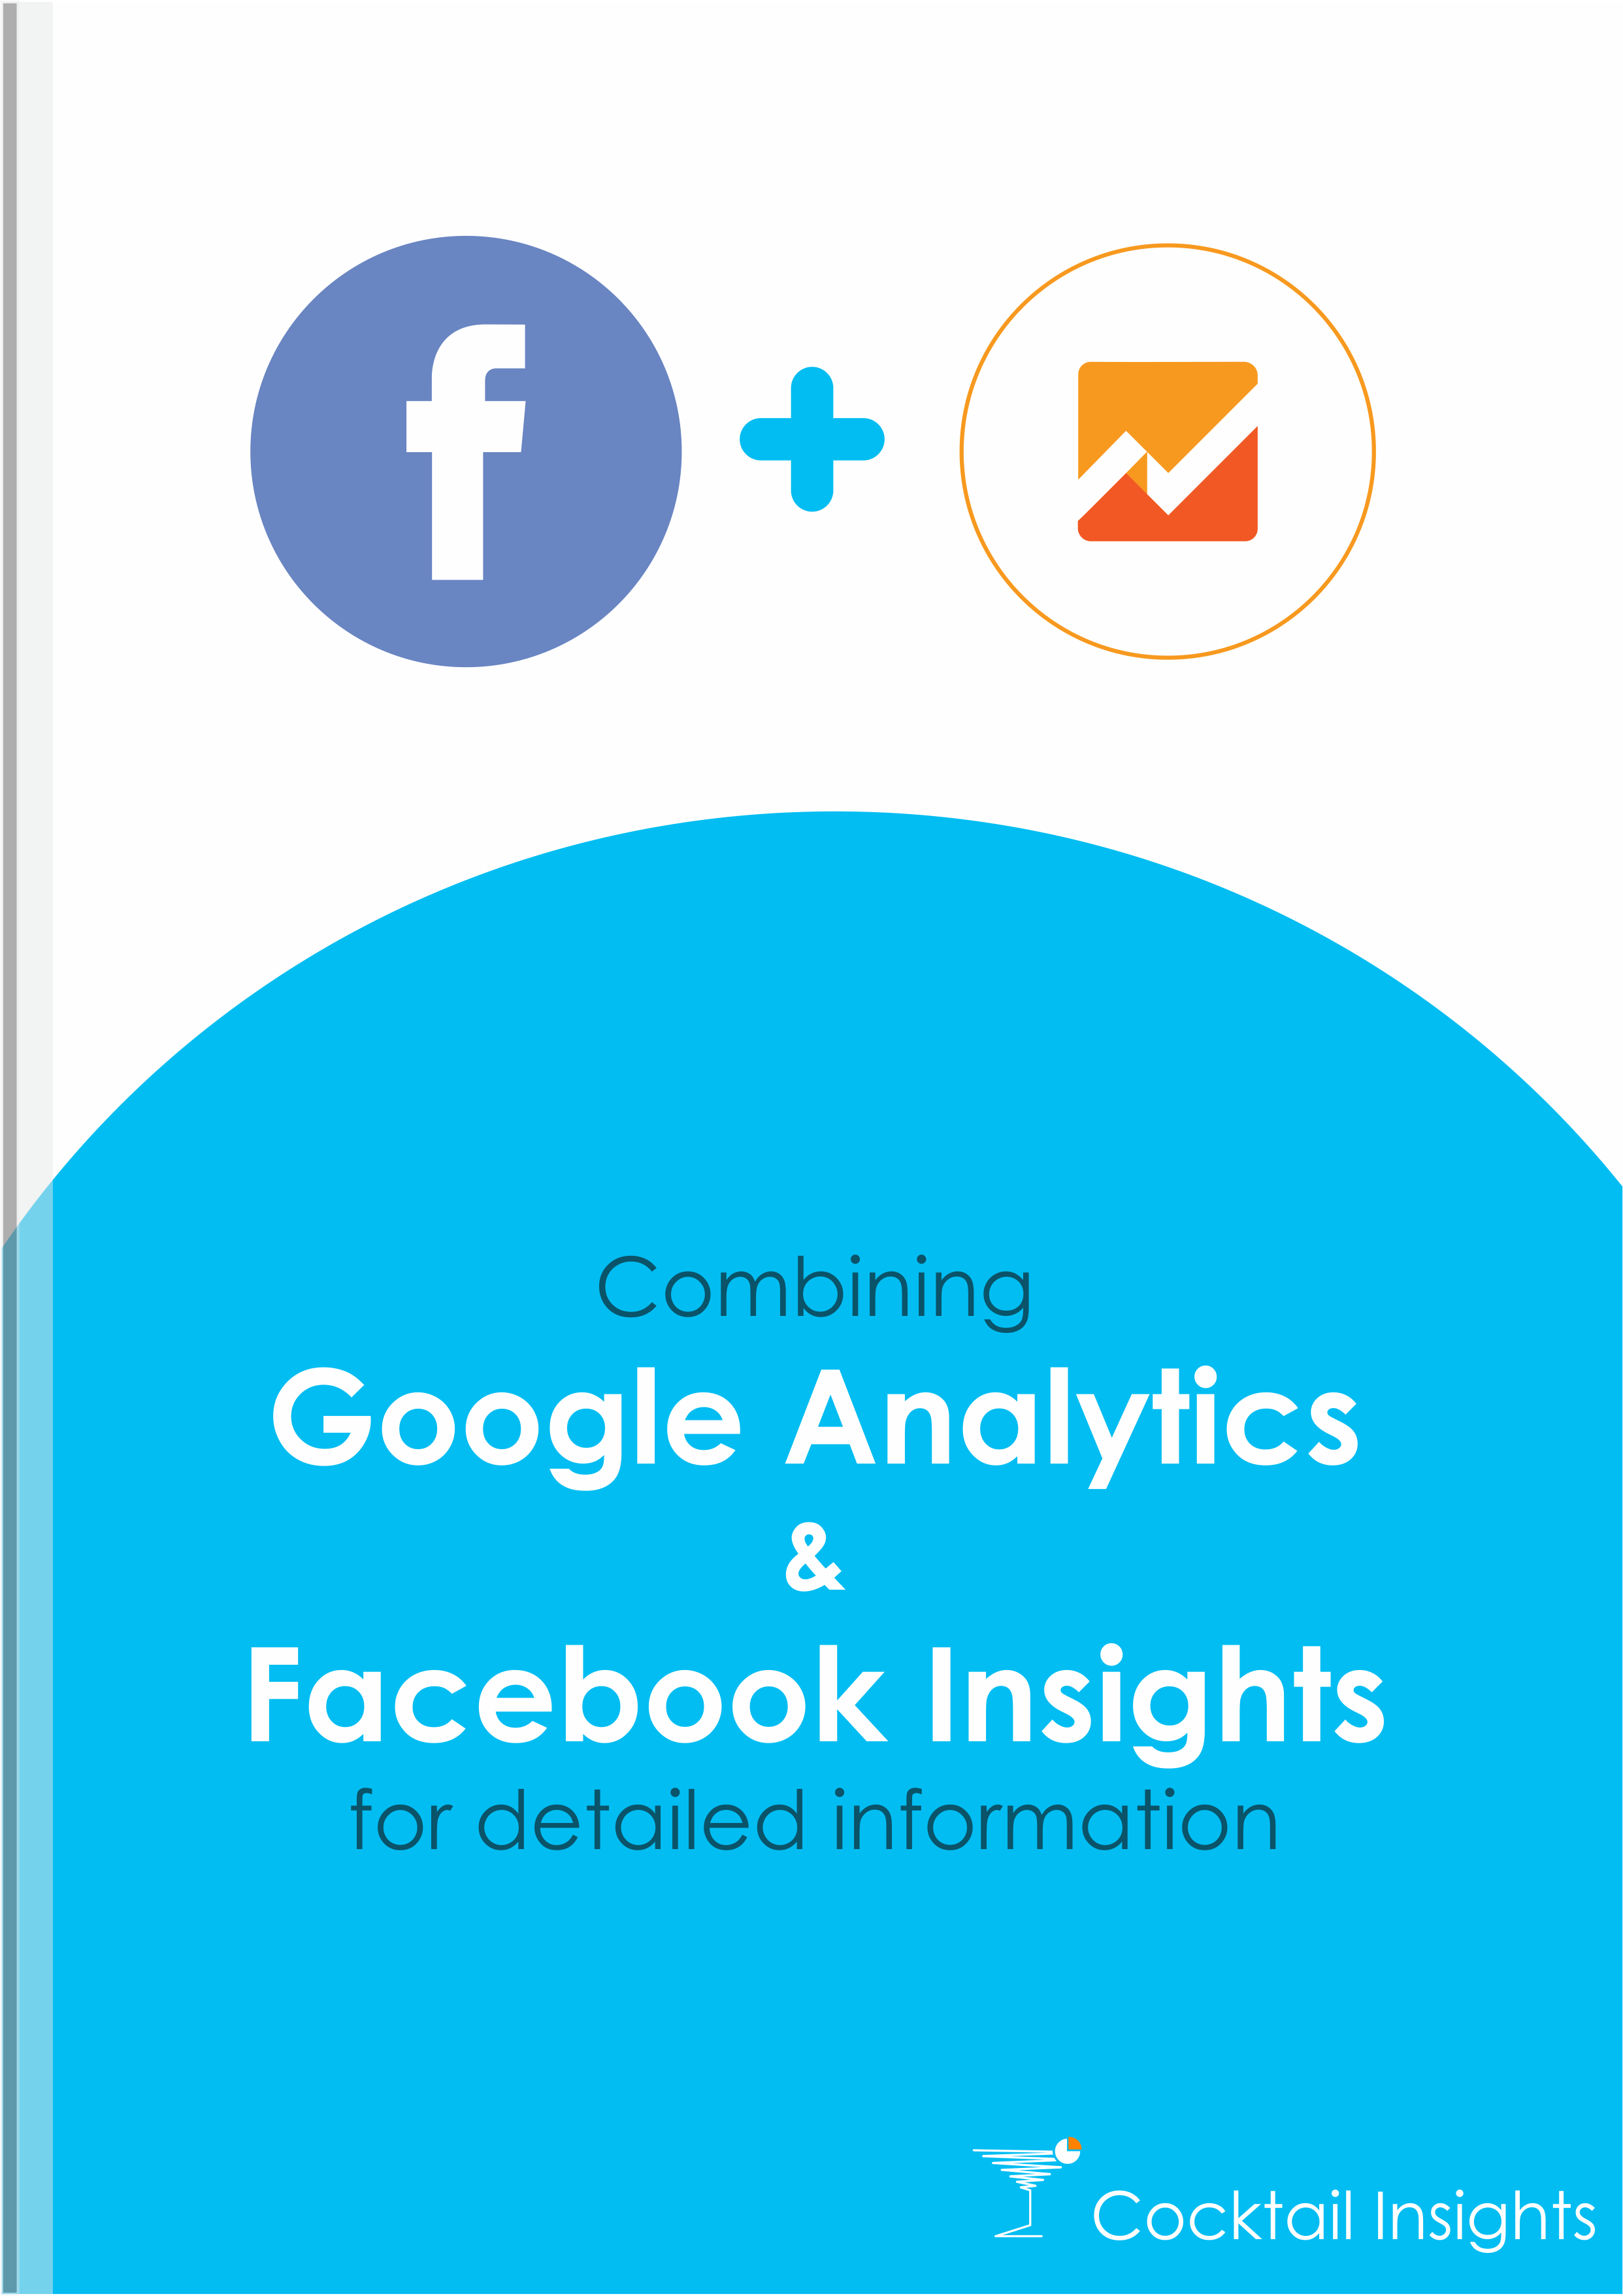 Combining
Google Analytics
&
Facebook Insights
for detailed information
Cocktail Insights